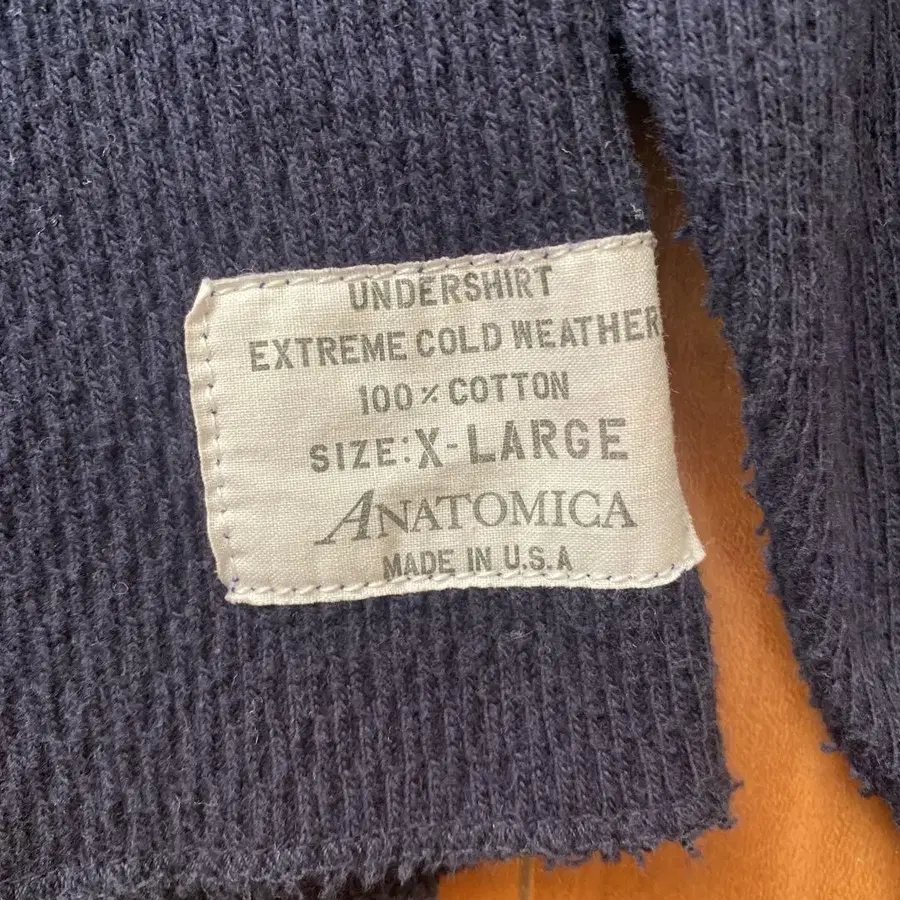 UNDERSHIRT
EXTREME COLD WEATHER
100% COTTON
SIZE: X-LARGE
ANATOMICA
MADE IN U.S.A